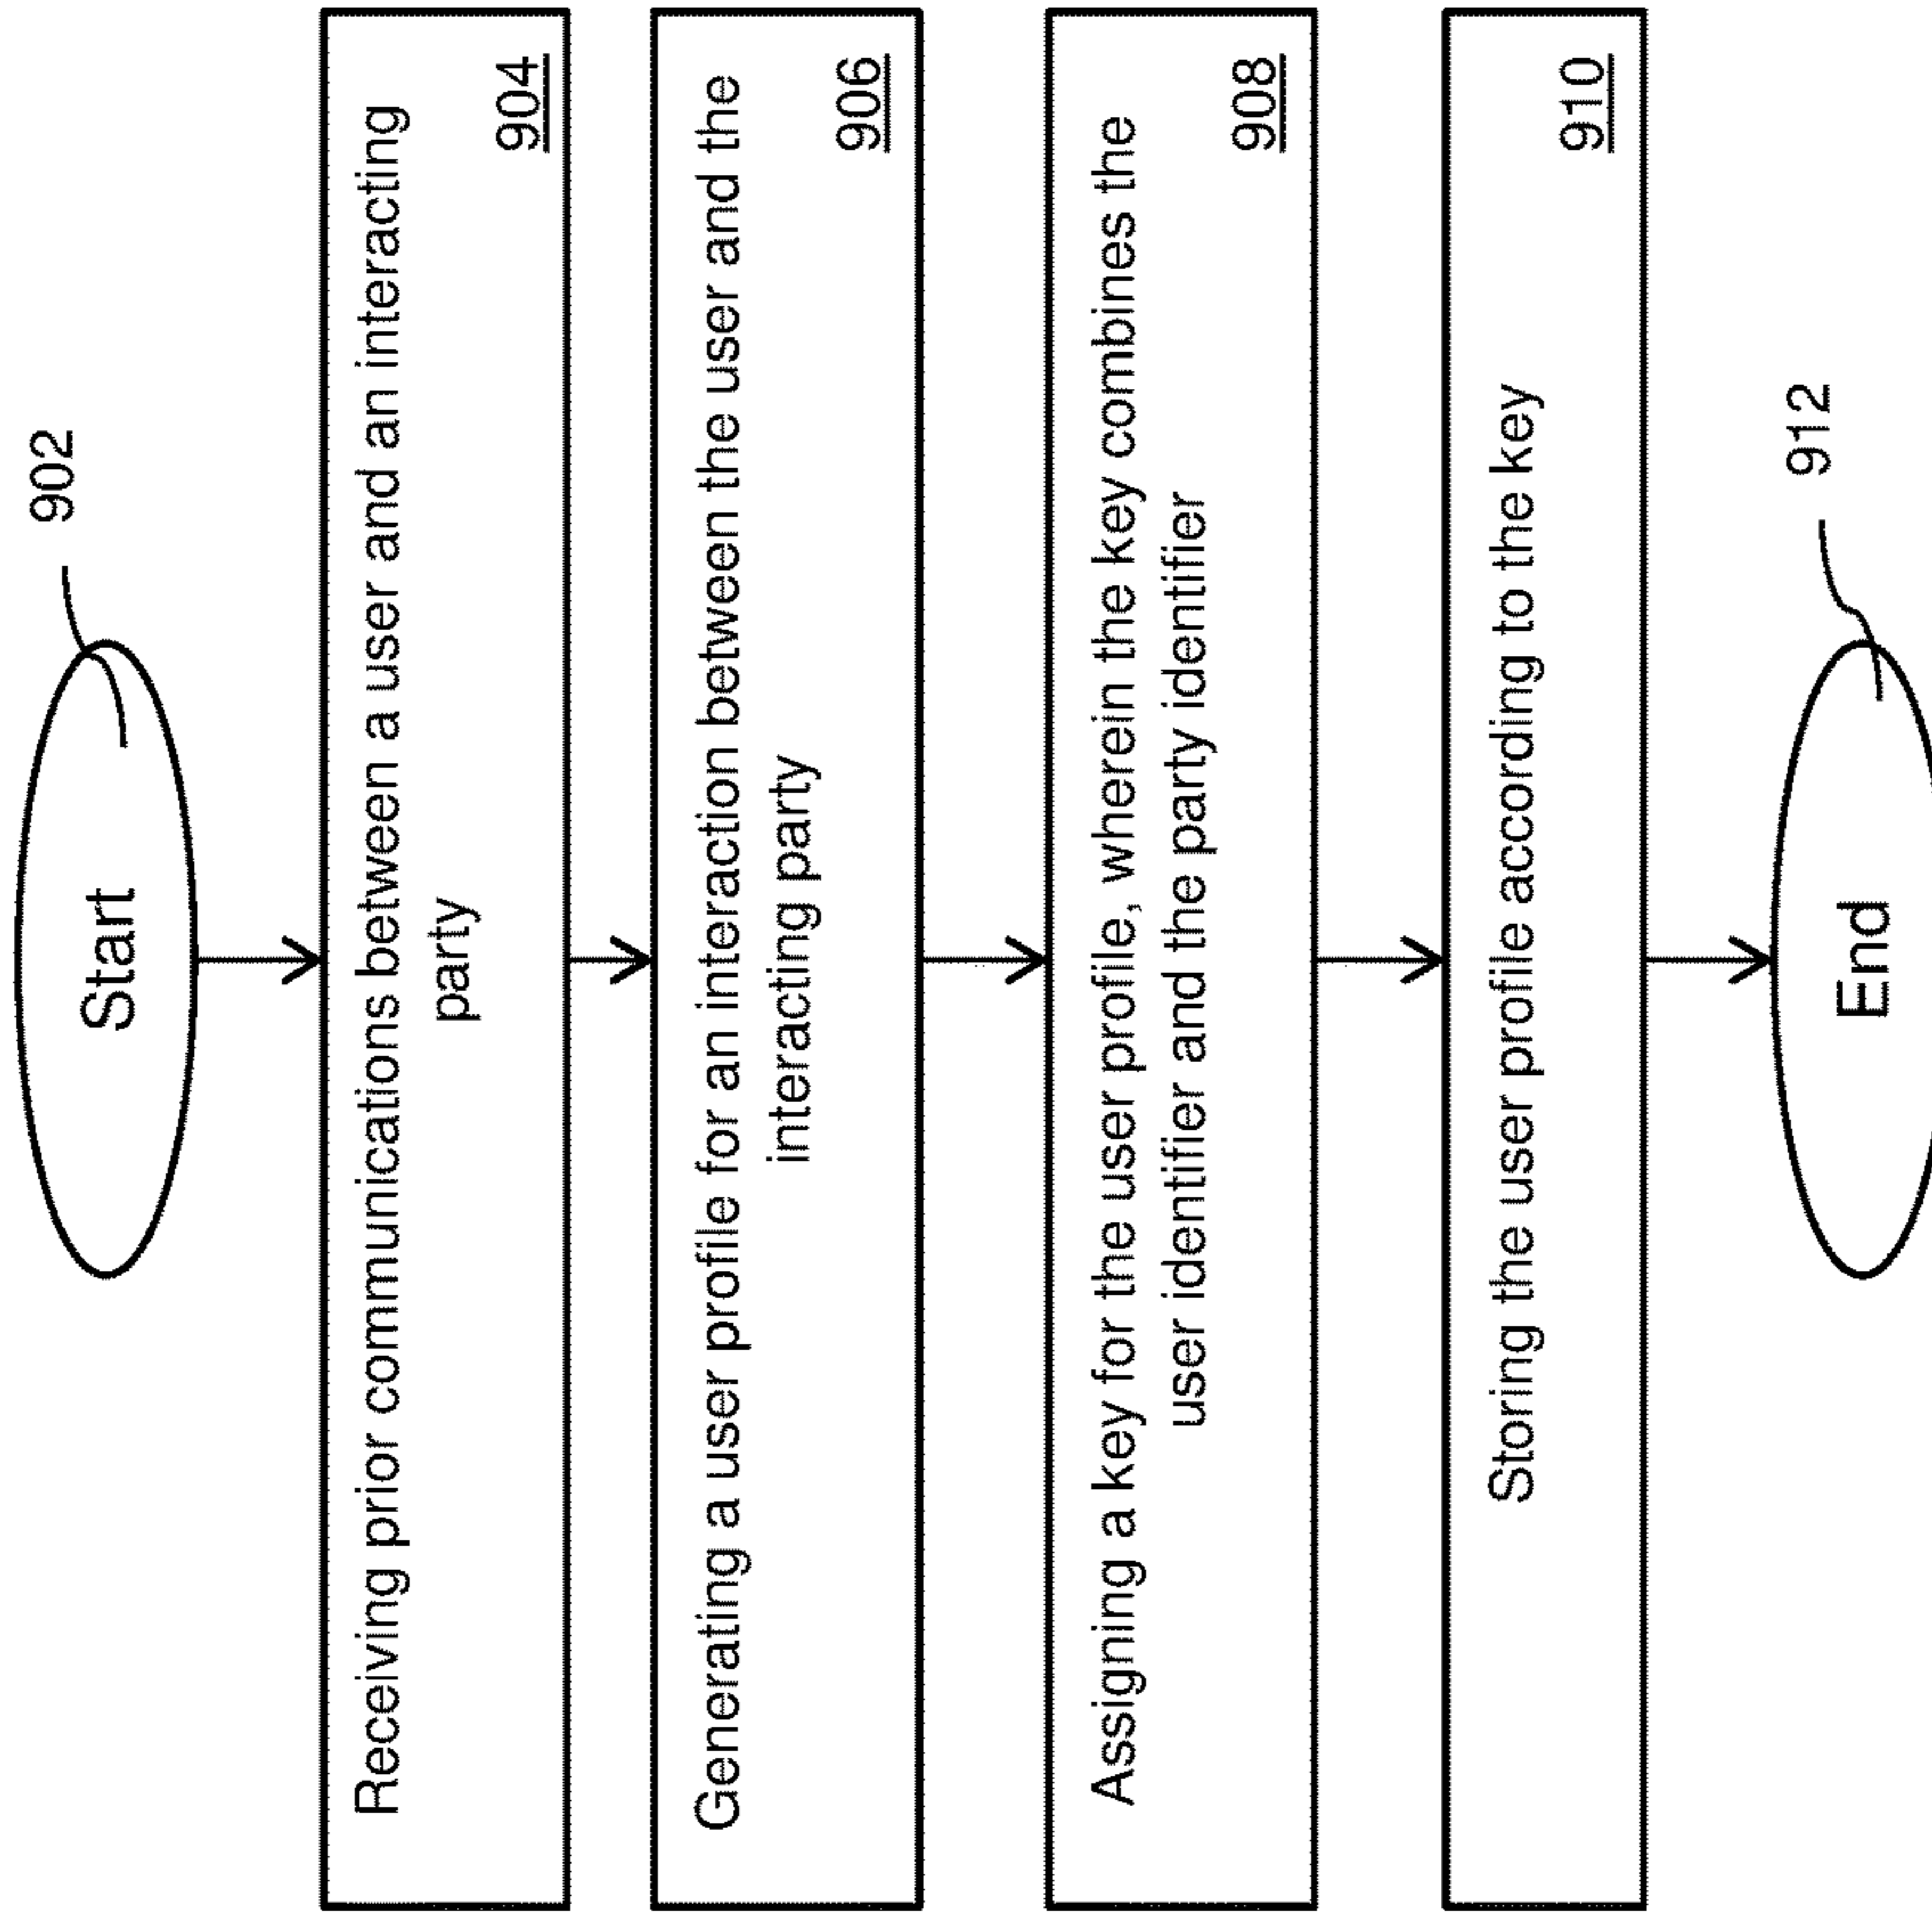 Start
902
Receiving prior communications between a user and an interacting
party
904
Generating a user profile for an interaction between the user and the
interacting party
906
Assigning a key for the user profile, wherein the key combines the
user identifier and the party identifier
908
Storing the user profile according to the key
910
End
912